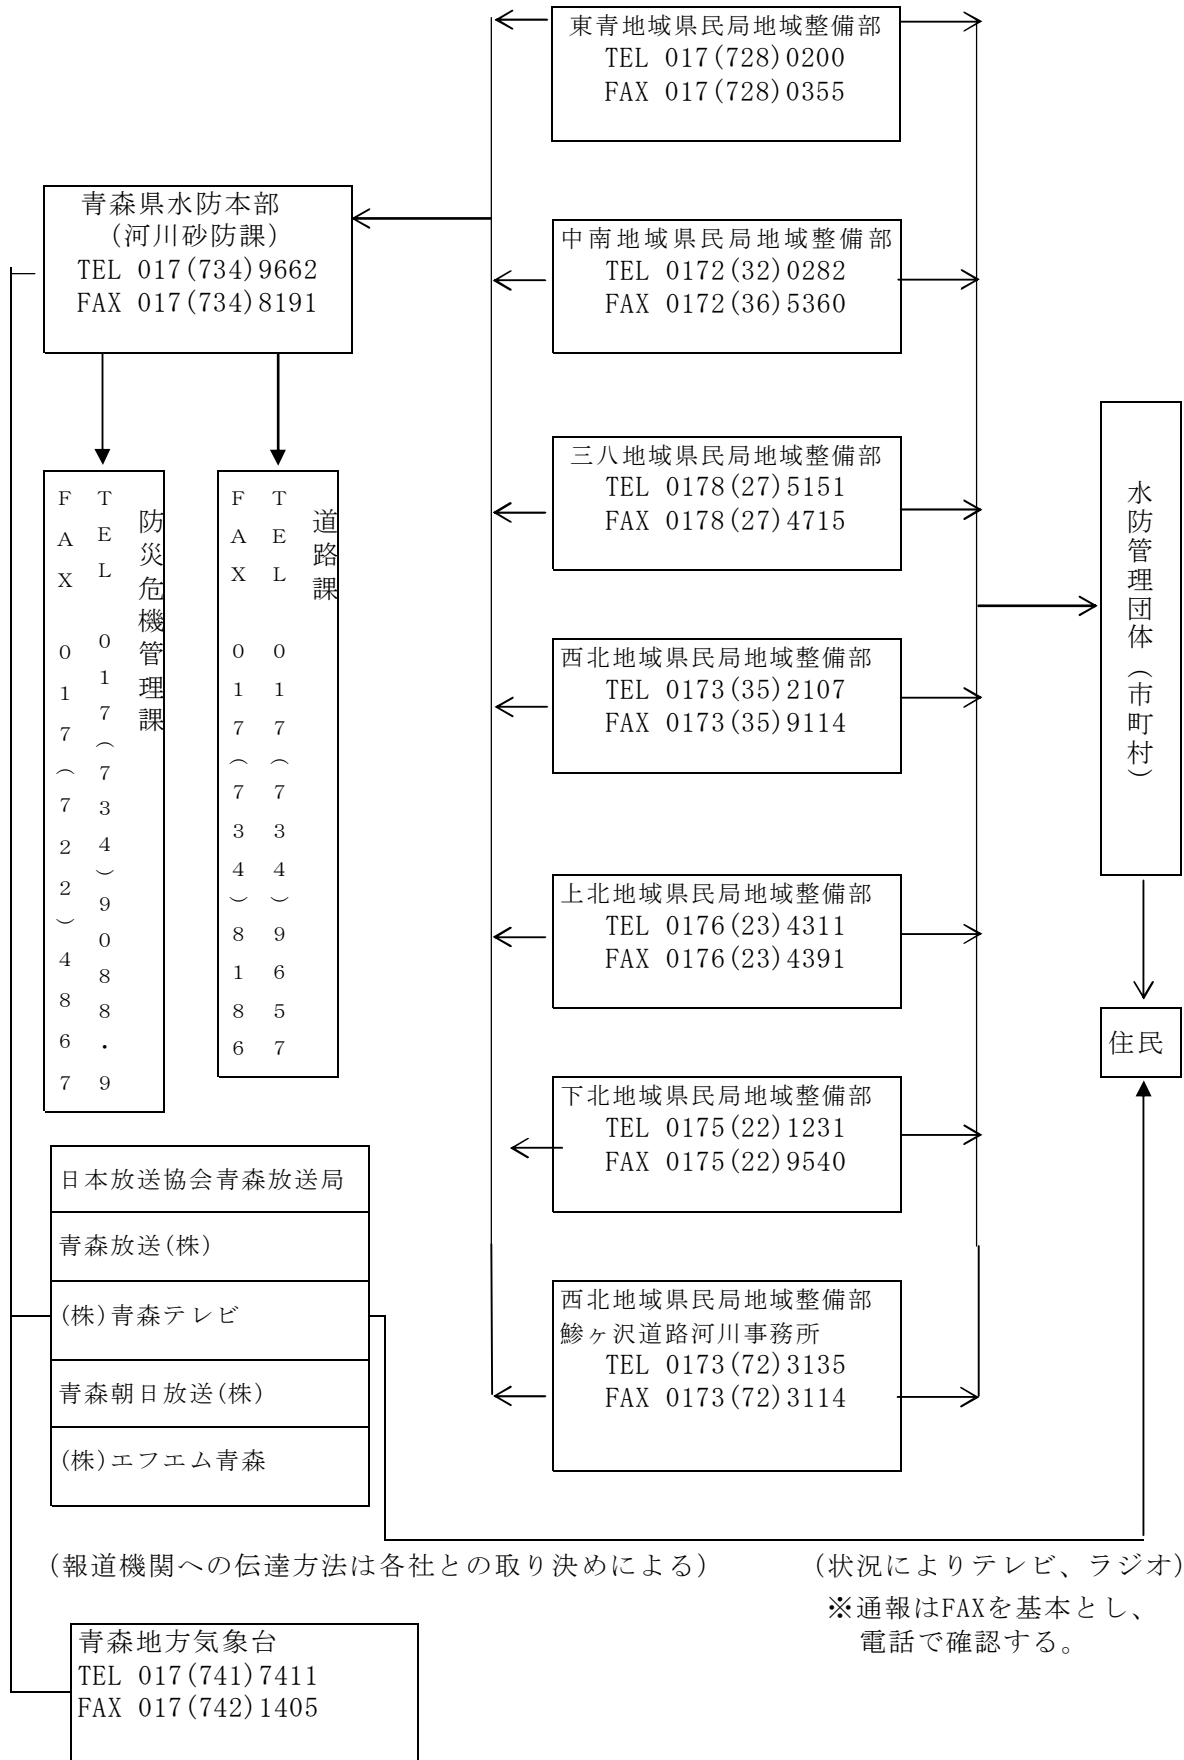 東青地域県民局地域整備部
TEL 017(728)0200
FAX 017(728)0355
青森県水防本部
(河川砂防課)
TEL 017(734)9662
FAX 017(734)8191
中南地域県民局地域整備部
TEL 0172(32)0282
FAX 0172(36)5360
三八地域県民局地域整備部
TEL 0178(27)5151
FAX 0178(27)4715
防災危機管理課
TEL 017(734)9088・9
FAX 017(722)4867
道路課
TEL 017(734)9657
FAX 017(734)8186
西北地域県民局地域整備部
TEL 0173(35)2107
FAX 0173(35)9114
水防管理団体(市町村)
上北地域県民局地域整備部
TEL 0176(23)4311
FAX 0176(23)4391
住民
下北地域県民局地域整備部
TEL 0175(22)1231
FAX 0175(22)9540
日本放送協会青森放送局
青森放送(株)
(株)青森テレビ
青森朝日放送(株)
(株)エフエム青森
西北地域県民局地域整備部
鰺ヶ沢道路河川事務所
TEL 0173(72)3135
FAX 0173(72)3114
(報道機関への伝達方法は各社との取り決めによる)
(状況によりテレビ、ラジオ)
※通報はFAXを基本とし、
電話で確認する。
青森地方気象台
TEL 017(741)7411
FAX 017(742)1405